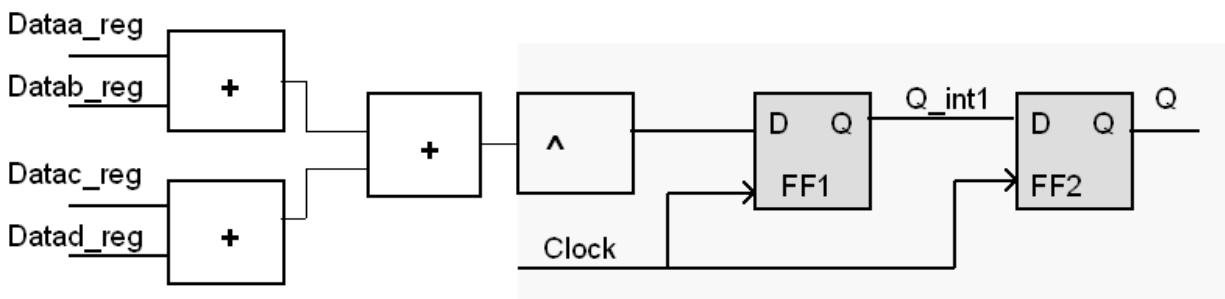 Dataa_reg
Datab_reg
+
Datac_reg
Datad_reg
+
+
^
D Q
FF1
Q_int1
D Q
FF2
Q
Clock